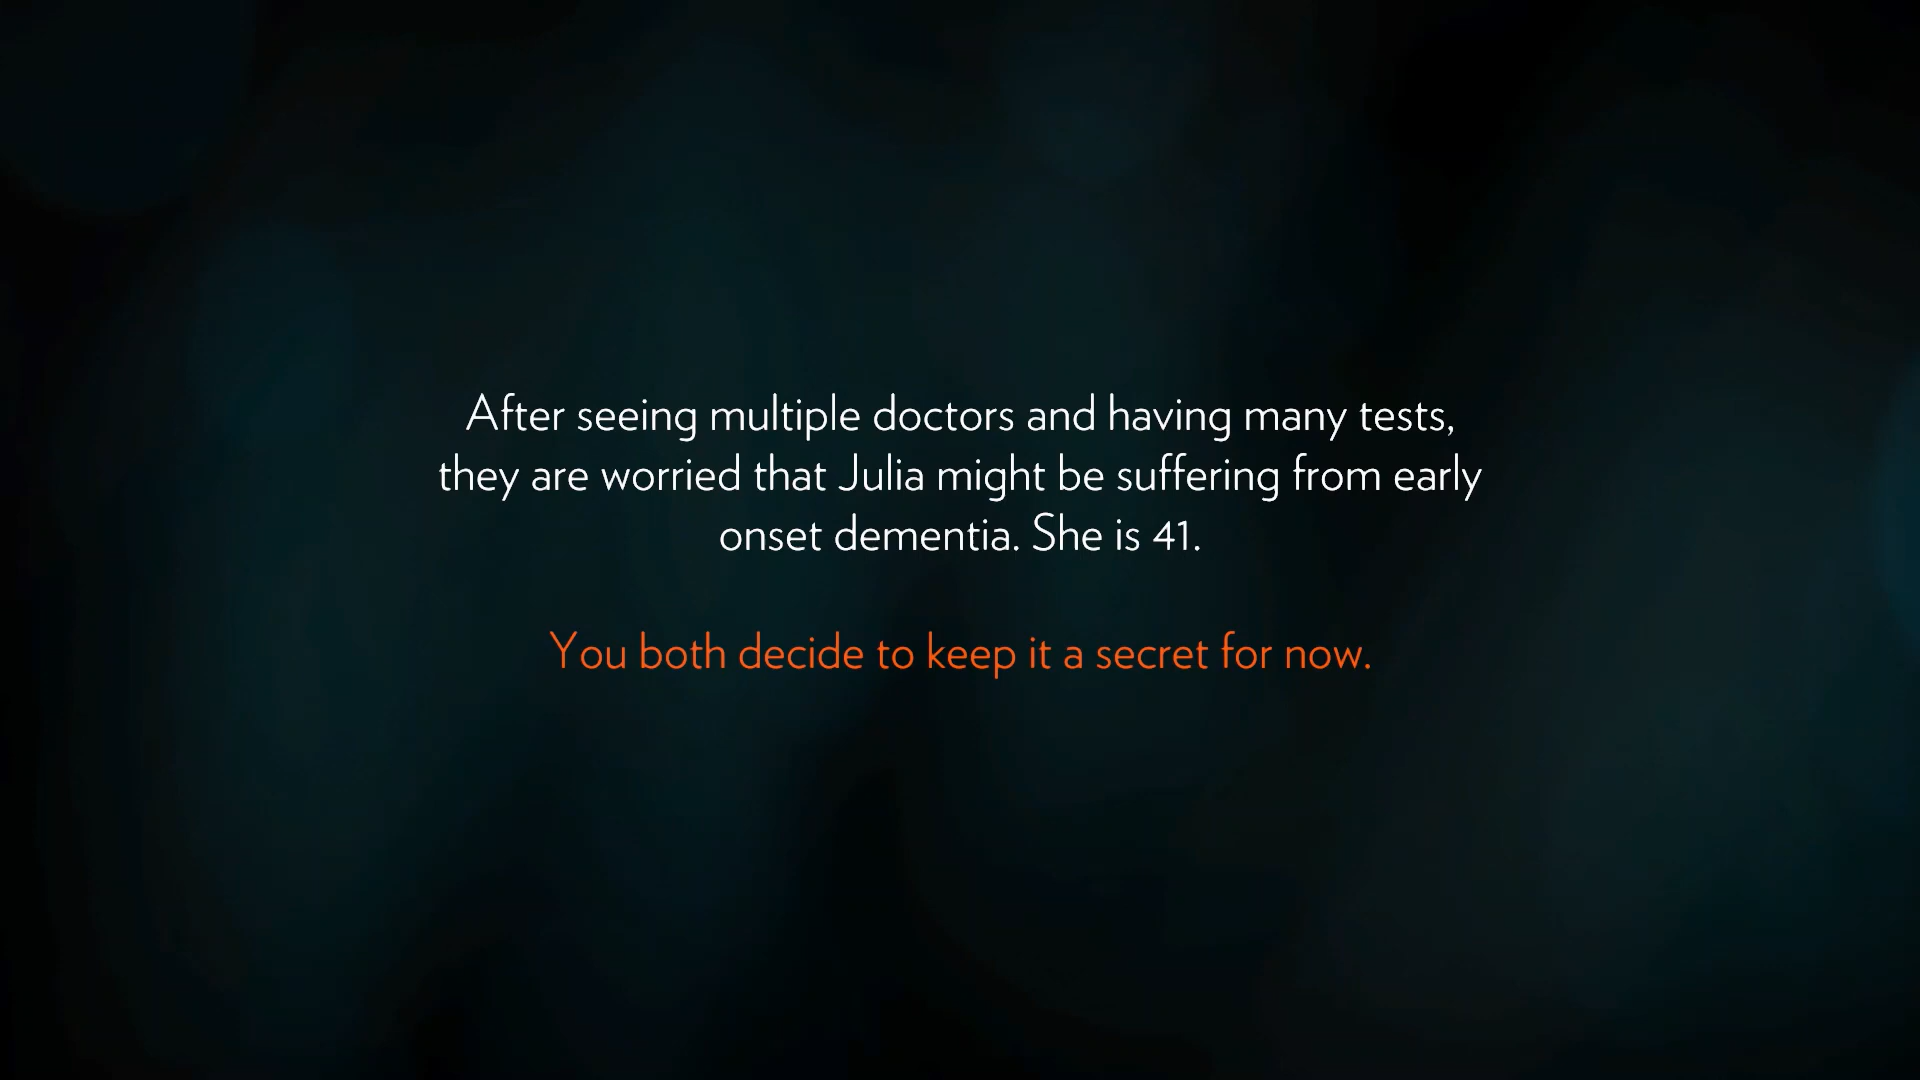 After seeing multiple doctors and having many tests,
they are worried that Julia might be suffering from early
onset dementia. She is 41.
You both decide to keep it a secret for now.